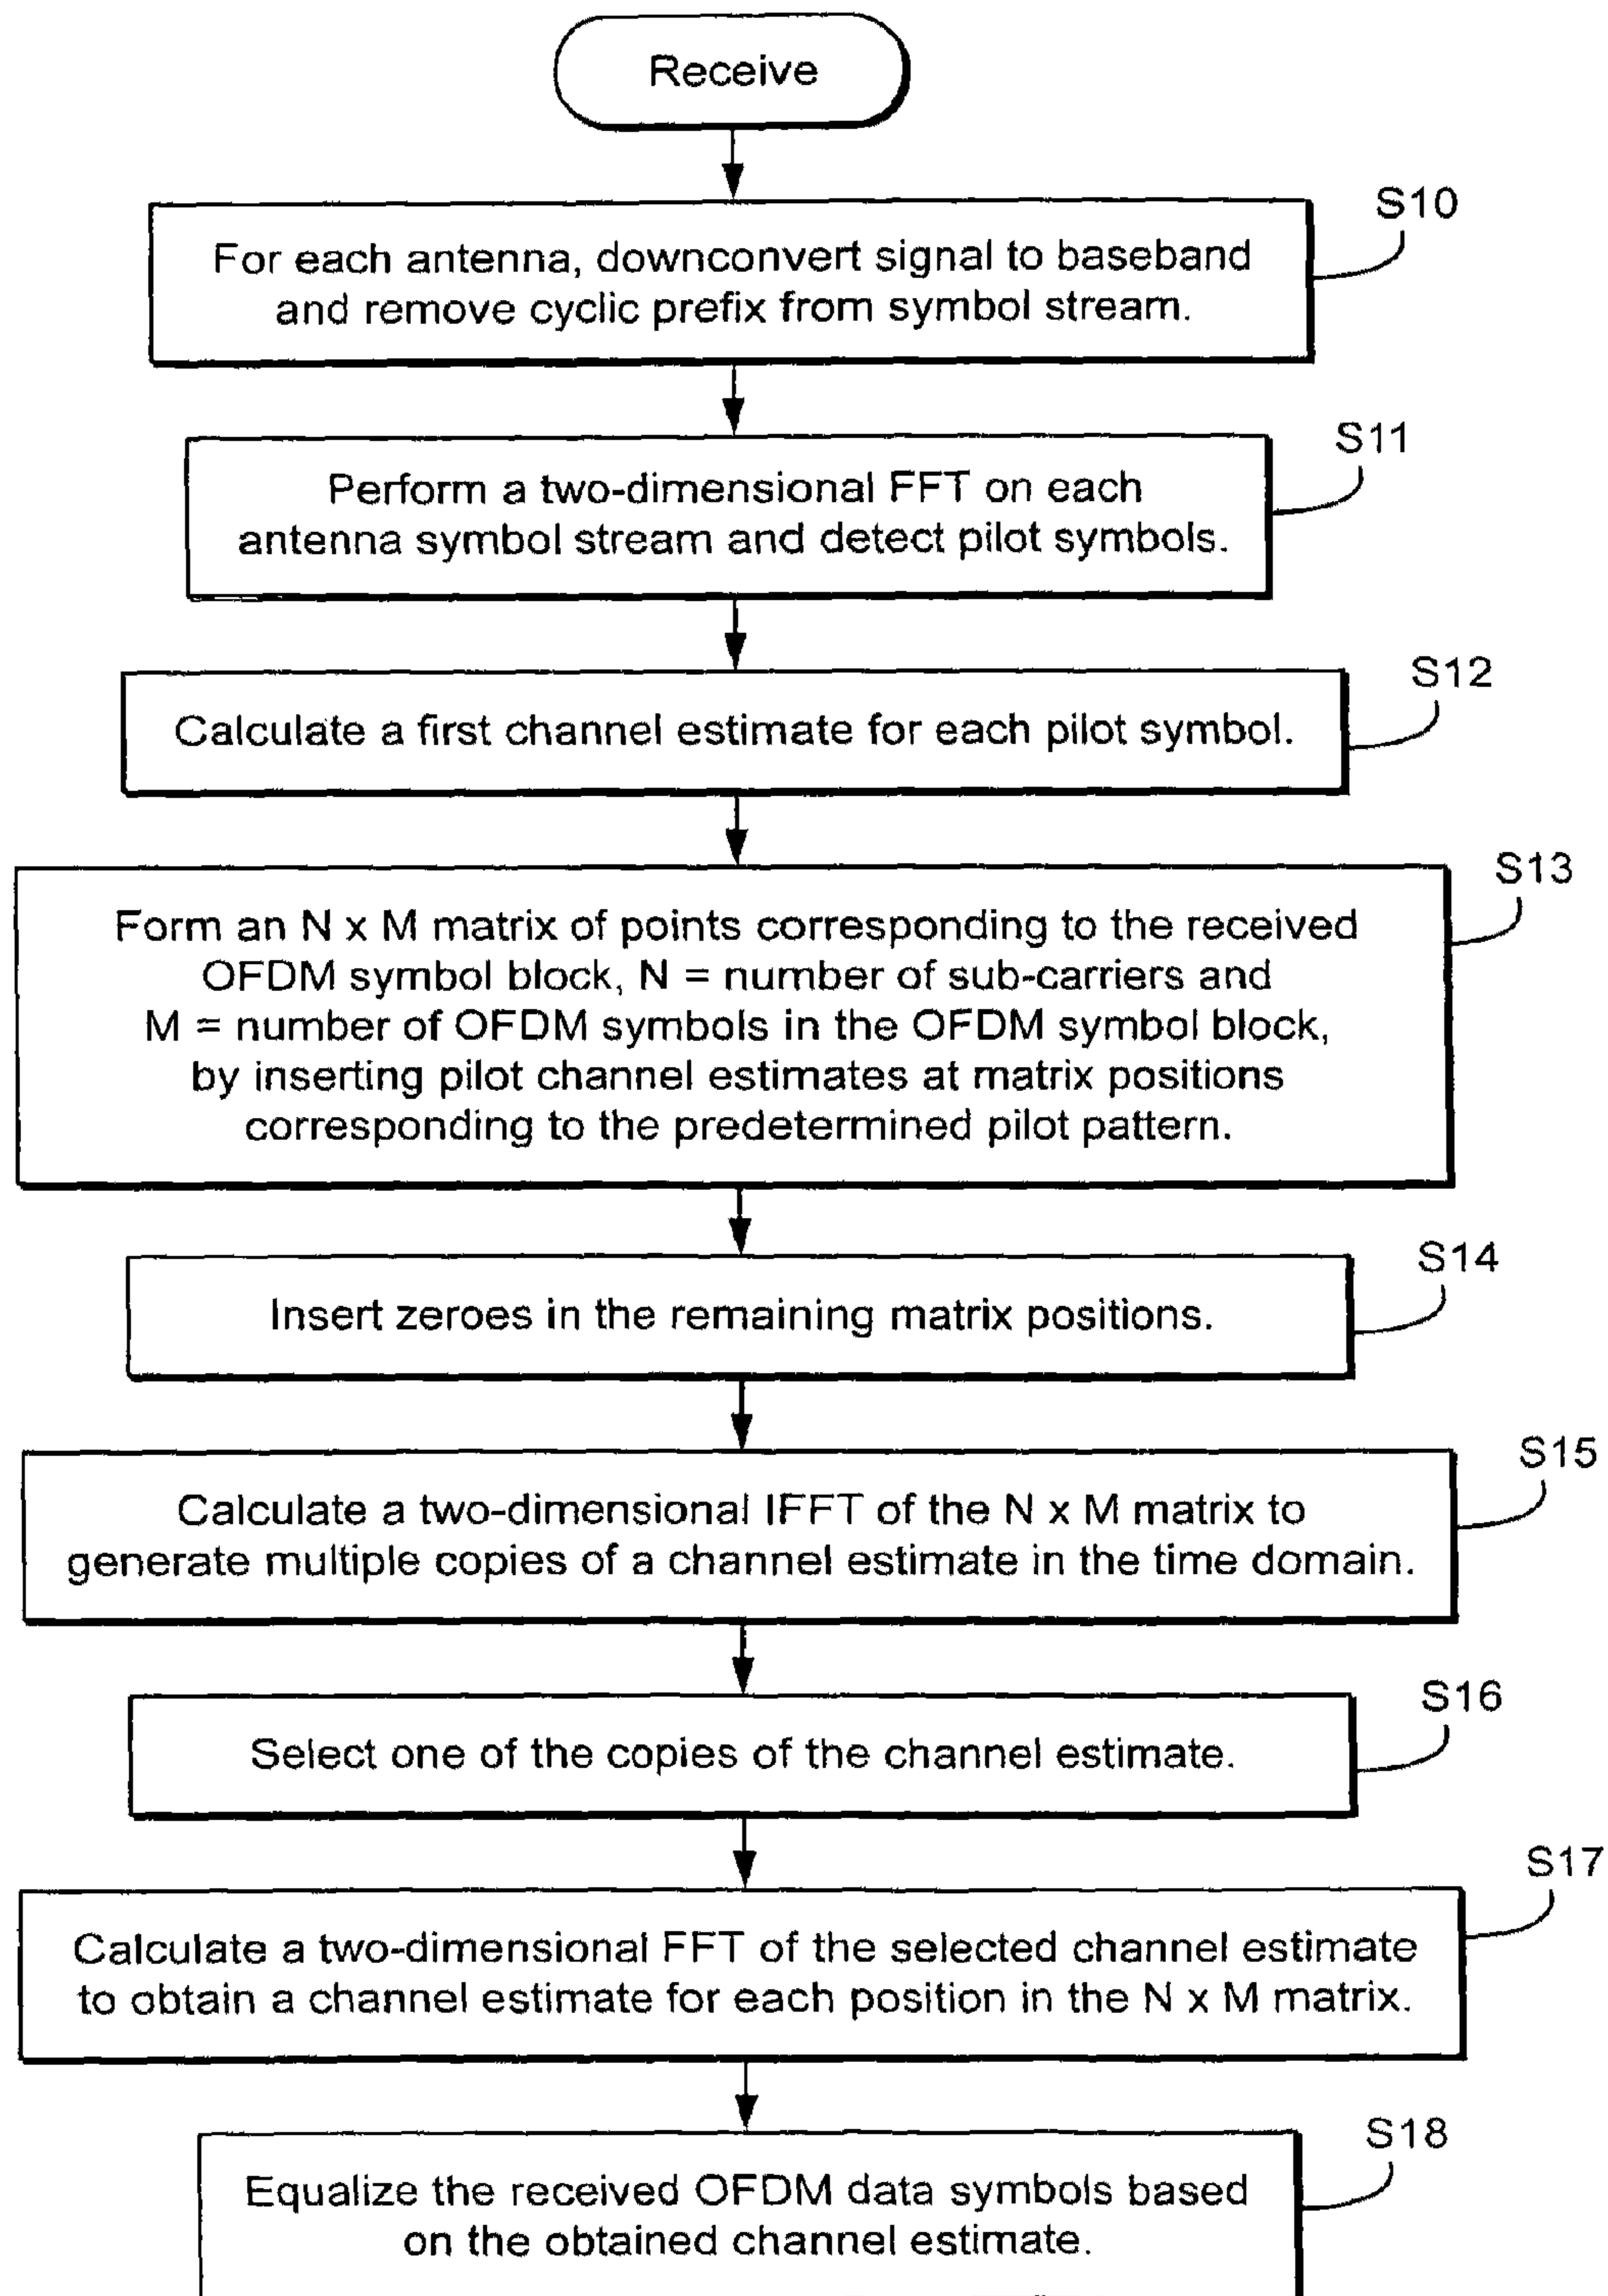 Receive
S10
For each antenna, downconvert signal to baseband
and remove cyclic prefix from symbol stream.
S11
Perform a two-dimensional FFT on each
antenna symbol stream and detect pilot symbols.
S12
Calculate a first channel estimate for each pilot symbol.
S13
Form an N x M matrix of points corresponding to the received
OFDM symbol block, N = number of sub-carriers and
M = number of OFDM symbols in the OFDM symbol block,
by inserting pilot channel estimates at matrix positions
corresponding to the predetermined pilot pattern.
S14
Insert zeroes in the remaining matrix positions.
S15
Calculate a two-dimensional IFFT of the N x M matrix to
generate multiple copies of a channel estimate in the time domain.
S16
Select one of the copies of the channel estimate.
S17
Calculate a two-dimensional FFT of the selected channel estimate
to obtain a channel estimate for each position in the N x M matrix.
S18
Equalize the received OFDM data symbols based
on the obtained channel estimate.